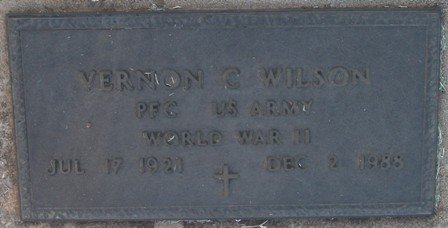 VERNON C WILSON
PFC US ARMY
WORLD WAR II
JUL 17 1921 DEC 2 1988